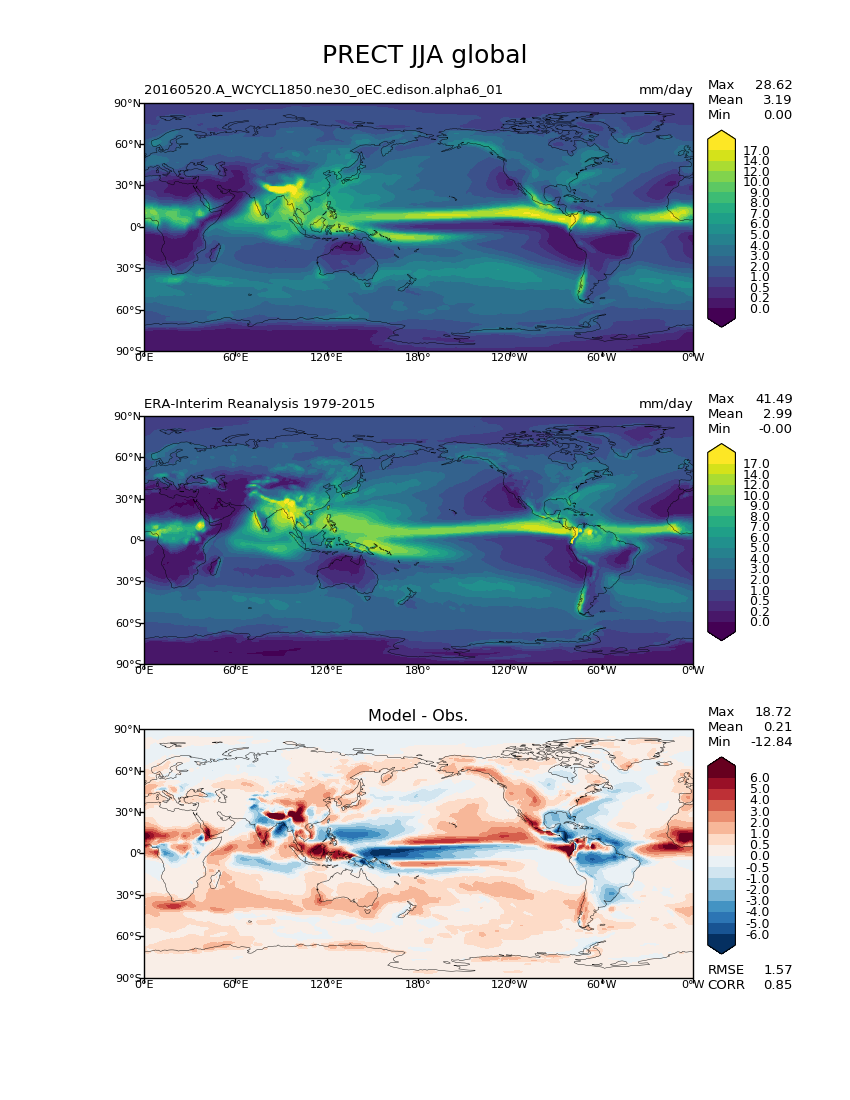 PRECT JJA global
20160520.A_WCYCL1850.ne30_oEC.edison.alpha6_01 mm/day
Max 28.62
Mean 3.19
Min 0.00
90°N
60°N
30°N
0°
30°S
60°S
90°S
0°E 60°E 120°E 180° 120°W 60°W 0°W
17.0
14.0
12.0
10.0
9.0
8.0
7.0
6.0
5.0
4.0
3.0
2.0
1.0
0.5
0.2
0.0
ERA-Interim Reanalysis 1979-2015 mm/day
Max 41.49
Mean 2.99
Min -0.00
90°N
60°N
30°N
0°
30°S
60°S
90°S
0°E 60°E 120°E 180° 120°W 60°W 0°W
17.0
14.0
12.0
10.0
9.0
8.0
7.0
6.0
5.0
4.0
3.0
2.0
1.0
0.5
0.2
0.0
Model - Obs.
Max 18.72
Mean 0.21
Min -12.84
90°N
60°N
30°N
0°
30°S
60°S
90°S
0°E 60°E 120°E 180° 120°W 60°W 0°W
6.0
5.0
4.0
3.0
2.0
1.0
0.5
0.0
-0.5
-1.0
-2.0
-3.0
-4.0
-5.0
-6.0
RMSE 1.57
CORR 0.85